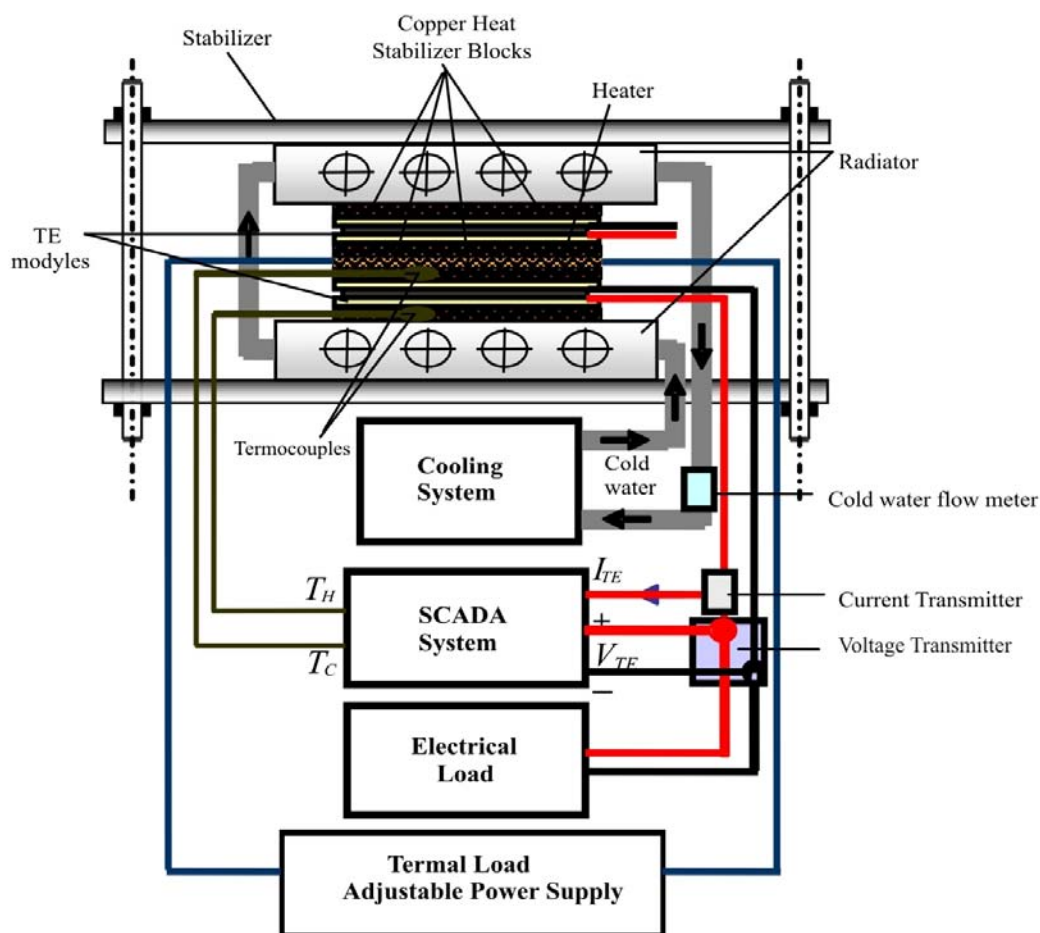 Stabilizer
Copper Heat
Stabilizer Blocks
Heater
Radiator
TE
modyles
Termocouples
Cooling
System
Cold
water
Cold water flow meter
I_TE
T_H
SCADA
System
+
Current Transmitter
T_C
V_TE
Voltage Transmitter
−
Electrical
Load
Termal Load
Adjustable Power Supply